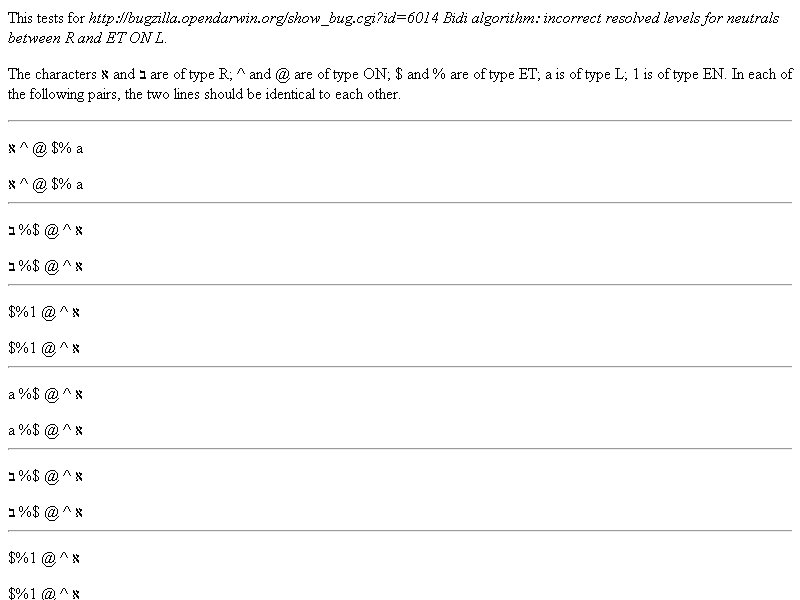 This tests for http://bugzilla.opendarwin.org/show_bug.cgi?id=6014 Bidi algorithm: incorrect resolved levels for neutrals
between R and ET ON L.
The characters א and ב are of type R; ^ and @ are of type ON; $ and % are of type ET; a is of type L; 1 is of type EN. In each of
the following pairs, the two lines should be identical to each other.
א ^ @ $% a
א ^ @ $% a
‭ב %$ @ ^ א‬
‭ב %$ @ ^ א‬
$%1 @ ^ א
$%1 @ ^ א
a %$ @ ^ א
a %$ @ ^ א
‭ב %$ @ ^ א‬
‭ב %$ @ ^ א‬
$%1 @ ^ א
$%1 @ ^ א